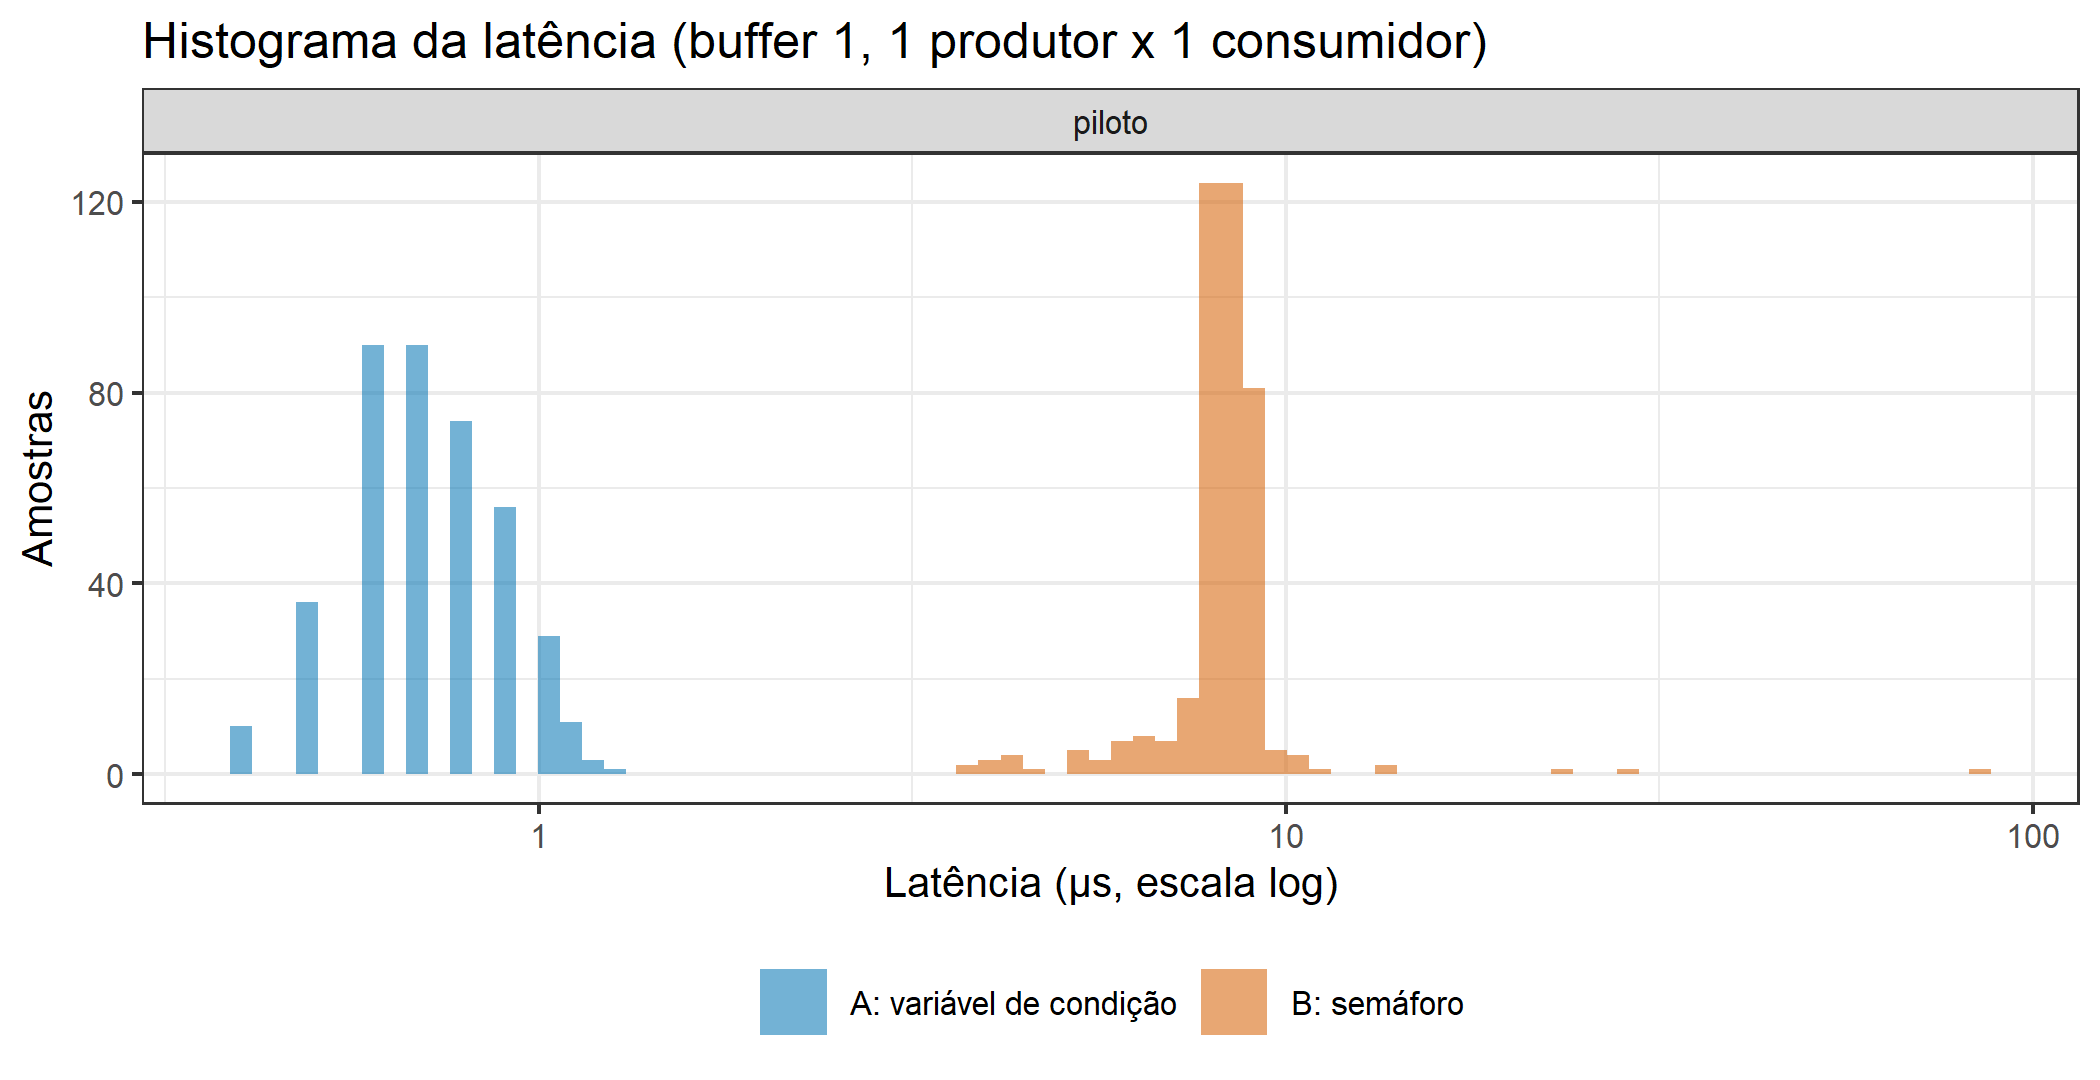 Histograma da latência (buffer 1, 1 produtor x 1 consumidor)
piloto
120
80
40
0
Amostras
1 10 100
Latência (µs, escala log)
A: variável de condição B: semáforo